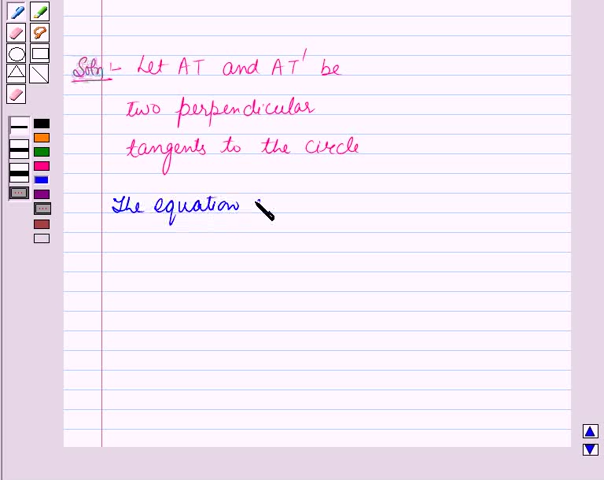 Soln :- Let AT and AT' be
two perpendicular
tangents to the circle
The equation